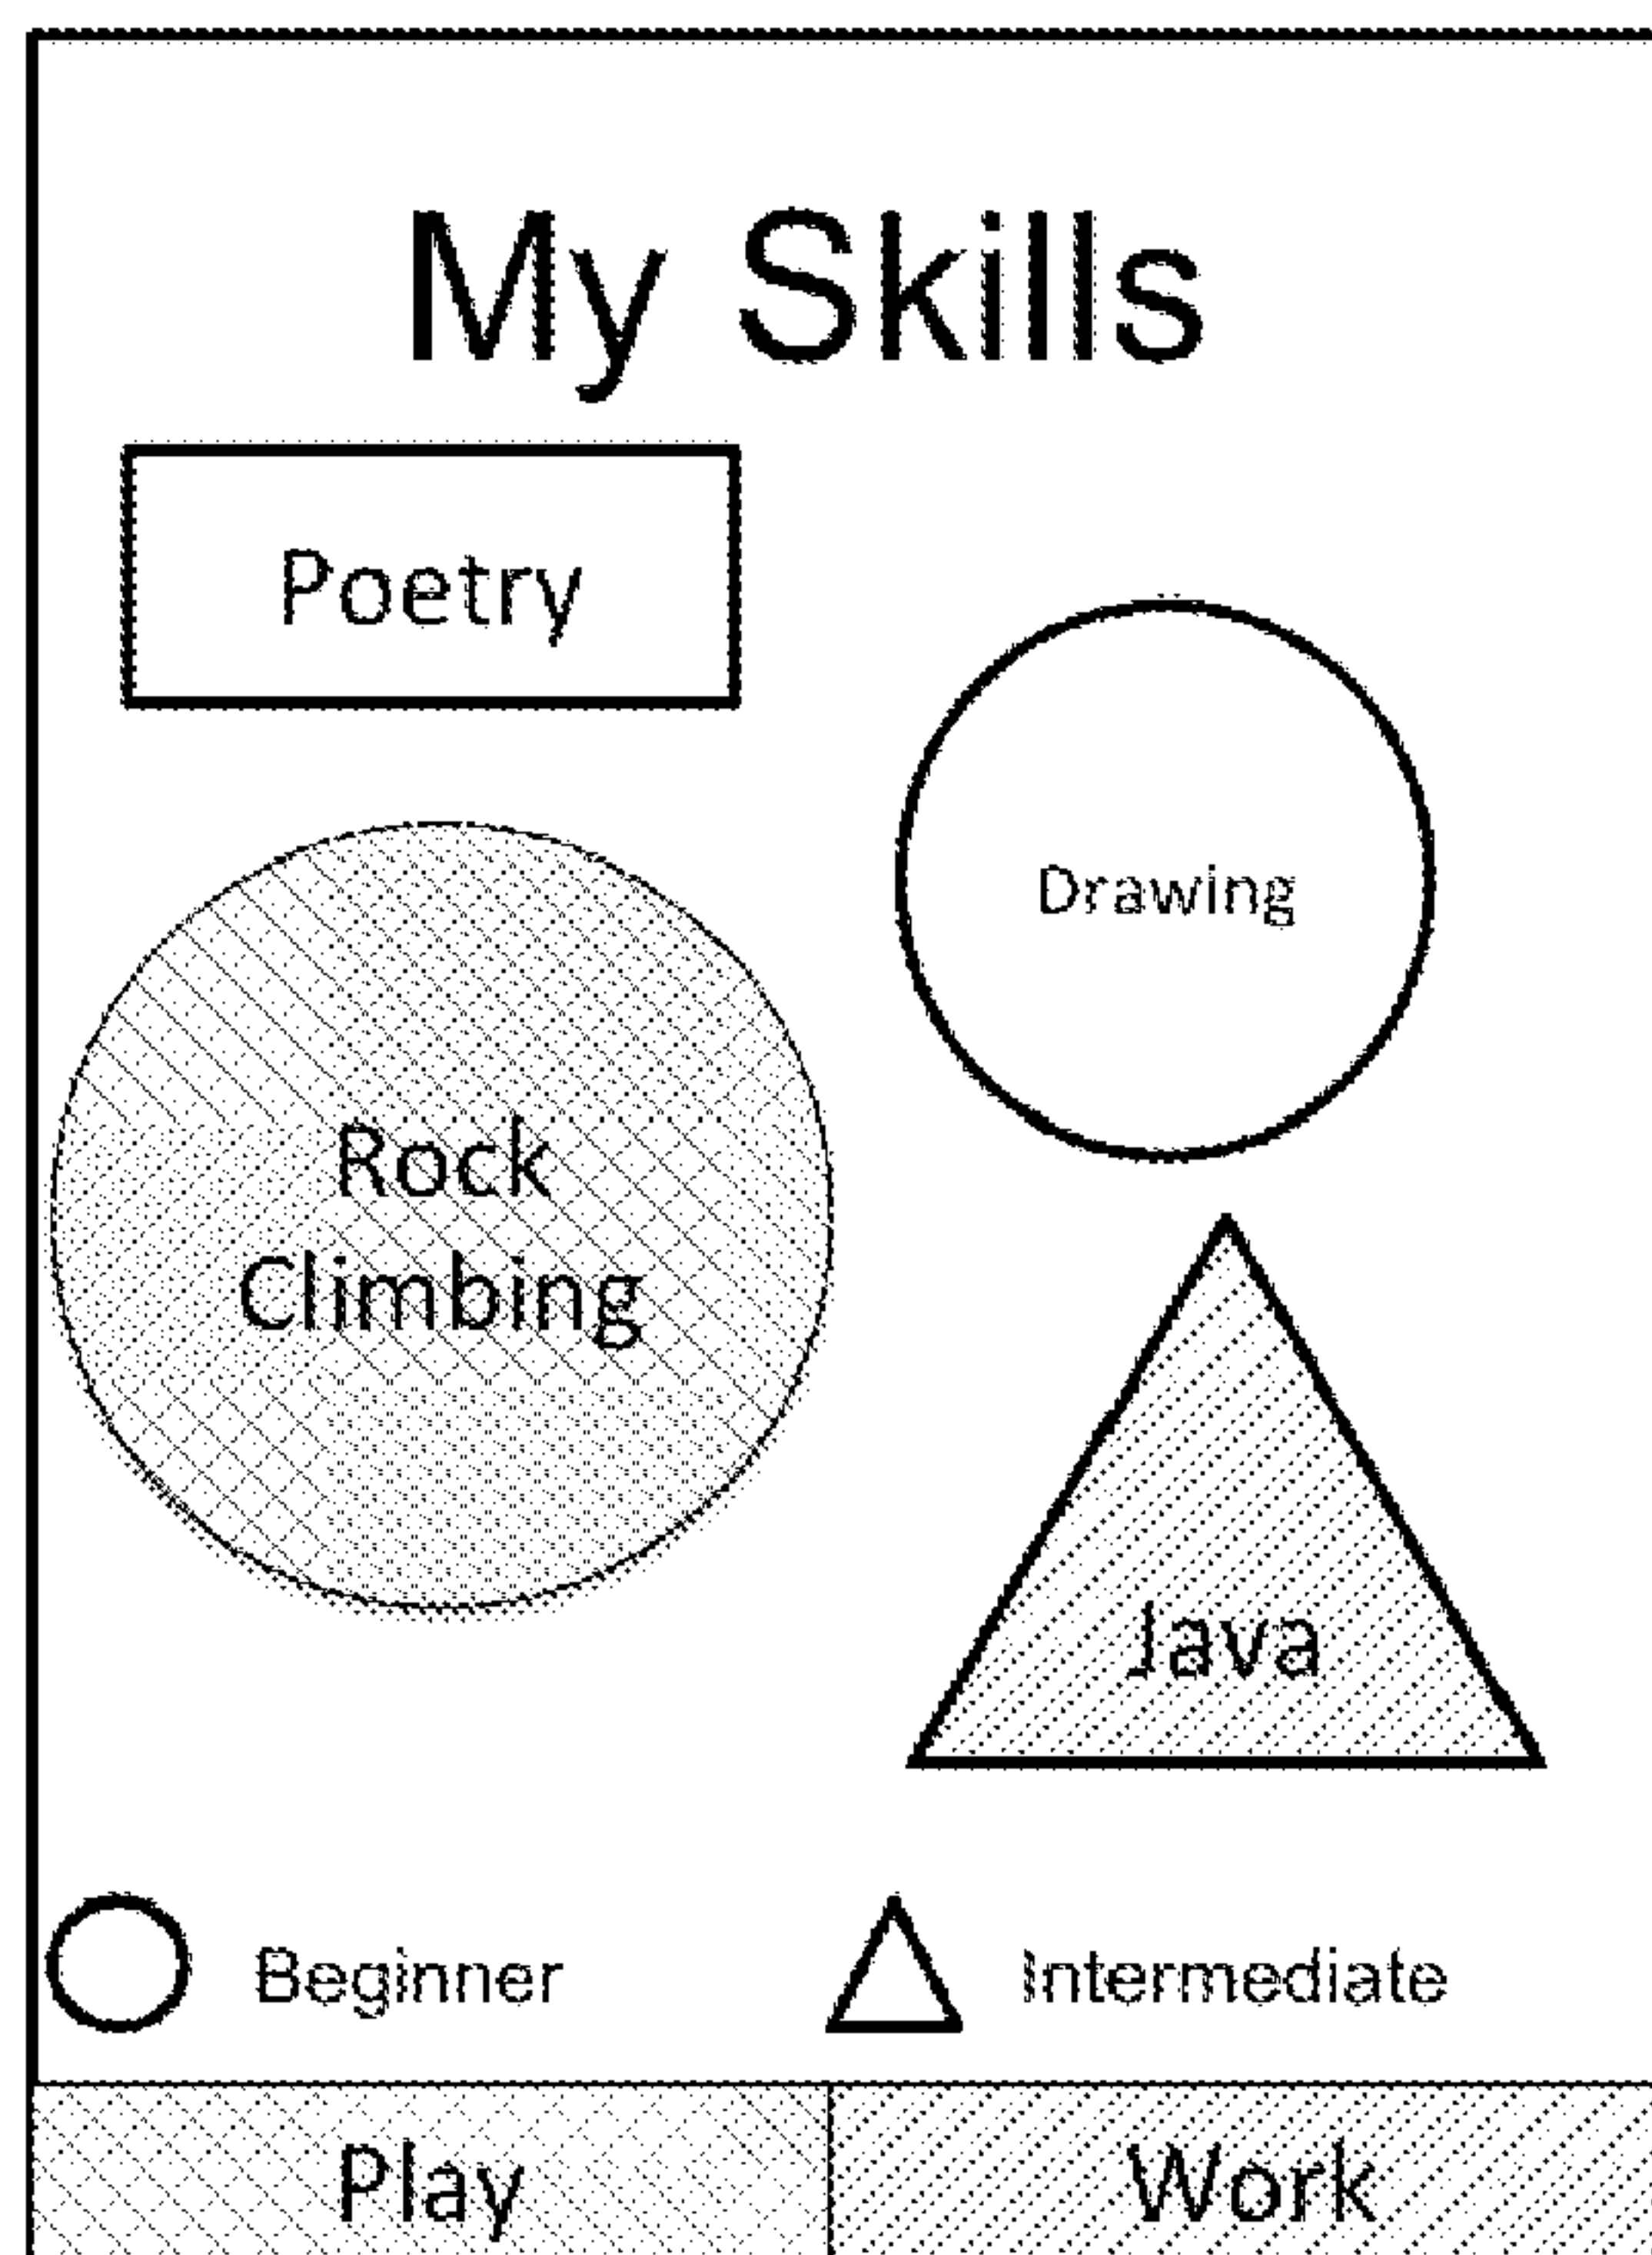 My Skills
Poetry
Drawing
Rock
Climbing
Java
Beginner
Intermediate
Play
Work